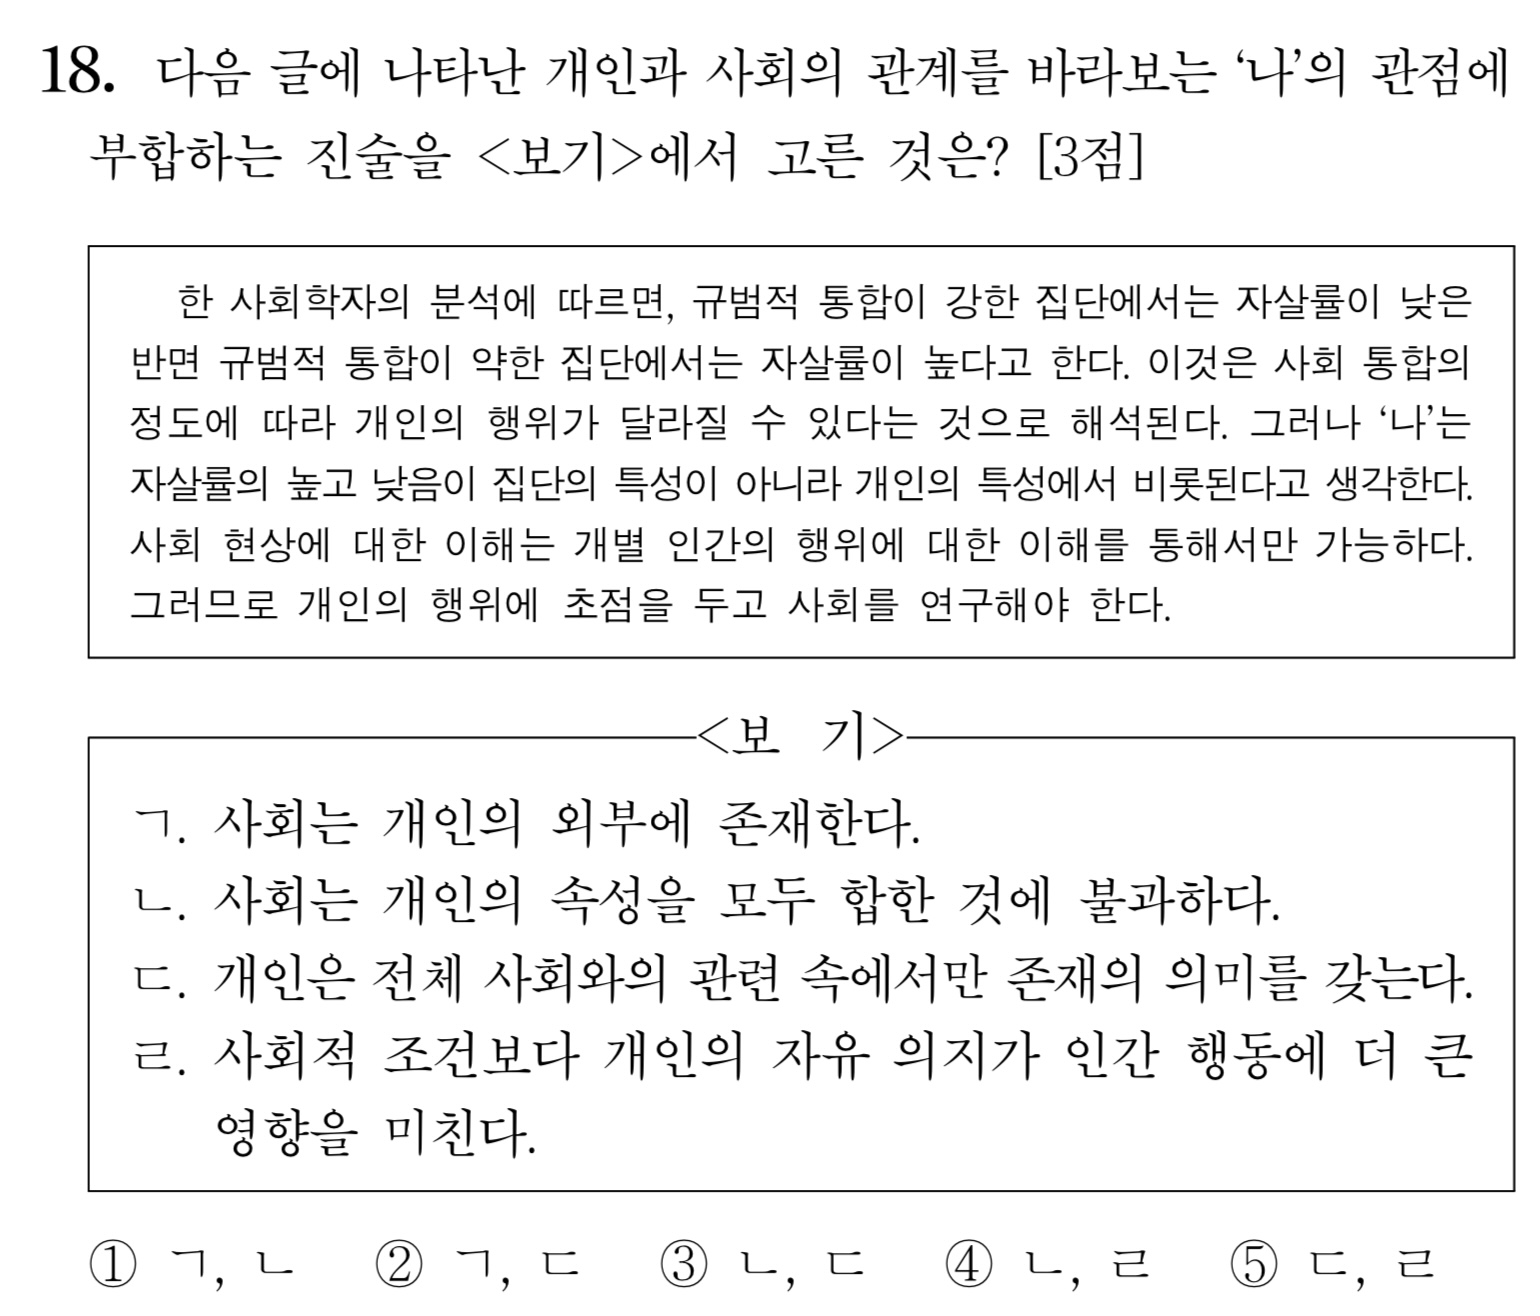 18. 다음 글에 나타난 개인과 사회의 관계를 바라보는 ‘나’의 관점에
부합하는 진술을 <보기>에서 고른 것은? [3점]
한 사회학자의 분석에 따르면, 규범적 통합이 강한 집단에서는 자살률이 낮은
반면 규범적 통합이 약한 집단에서는 자살률이 높다고 한다. 이것은 사회 통합의
정도에 따라 개인의 행위가 달라질 수 있다는 것으로 해석된다. 그러나 ‘나’는
자살률의 높고 낮음이 집단의 특성이 아니라 개인의 특성에서 비롯된다고 생각한다.
사회 현상에 대한 이해는 개별 인간의 행위에 대한 이해를 통해서만 가능하다.
그러므로 개인의 행위에 초점을 두고 사회를 연구해야 한다.
<보 기>
ㄱ. 사회는 개인의 외부에 존재한다.
ㄴ. 사회는 개인의 속성을 모두 합한 것에 불과하다.
ㄷ. 개인은 전체 사회와의 관련 속에서만 존재의 의미를 갖는다.
ㄹ. 사회적 조건보다 개인의 자유 의지가 인간 행동에 더 큰
영향을 미친다.
① ㄱ, ㄴ ② ㄱ, ㄷ ③ ㄴ, ㄷ ④ ㄴ, ㄹ ⑤ ㄷ, ㄹ